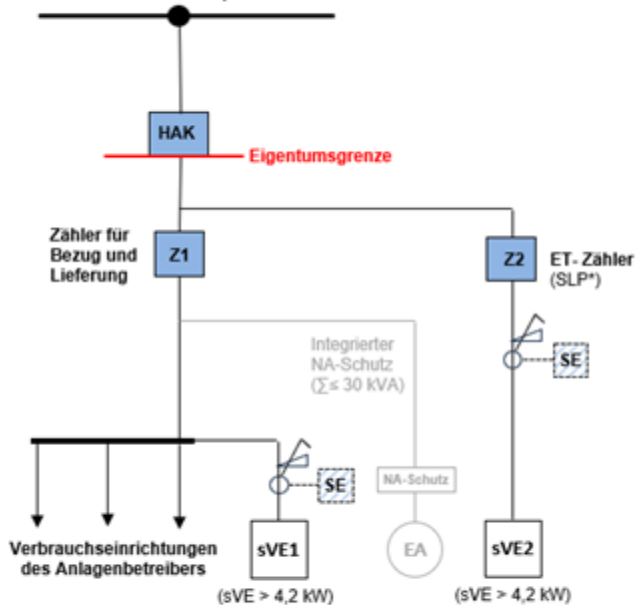 HAK
Eigentumsgrenze
Zähler für
Bezug und
Lieferung
Z1
Z2
ET- Zähler
(SLP*)
Integrierter
NA-Schutz
(∑≤ 30 kVA)
SE
SE
NA-Schutz
Verbrauchseinrichtungen
des Anlagenbetreibers
sVE1
EA
sVE2
(sVE > 4,2 kW)
(sVE > 4,2 kW)